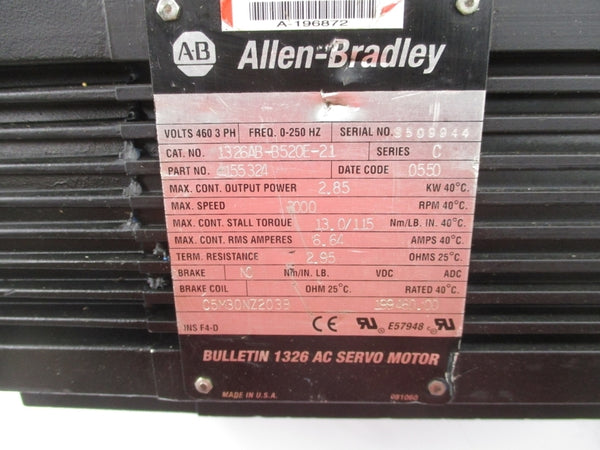 A-196872
A-B Allen-Bradley
VOLTS 460 3 PH FREQ. 0-250 HZ SERIAL NO. 3509944
CAT. NO. 1326AB-B520E-21 SERIES C
PART NO. 4155324 DATE CODE 0550
MAX. CONT. OUTPUT POWER 2.85 KW 40°C.
MAX. SPEED 3000 RPM 40°C.
MAX. CONT. STALL TORQUE 13.0/115 Nm/LB. IN. 40°C.
MAX. CONT. RMS AMPERES 6.64 AMPS 40°C.
TERM. RESISTANCE 2.95 OHMS 25°C.
BRAKE NC Nm/IN. LB. VDC ADC
BRAKE COIL OHM 25°C. RATED 40°C.
INS F4-D CE E57948
BULLETIN 1326 AC SERVO MOTOR
MADE IN U.S.A. 091060